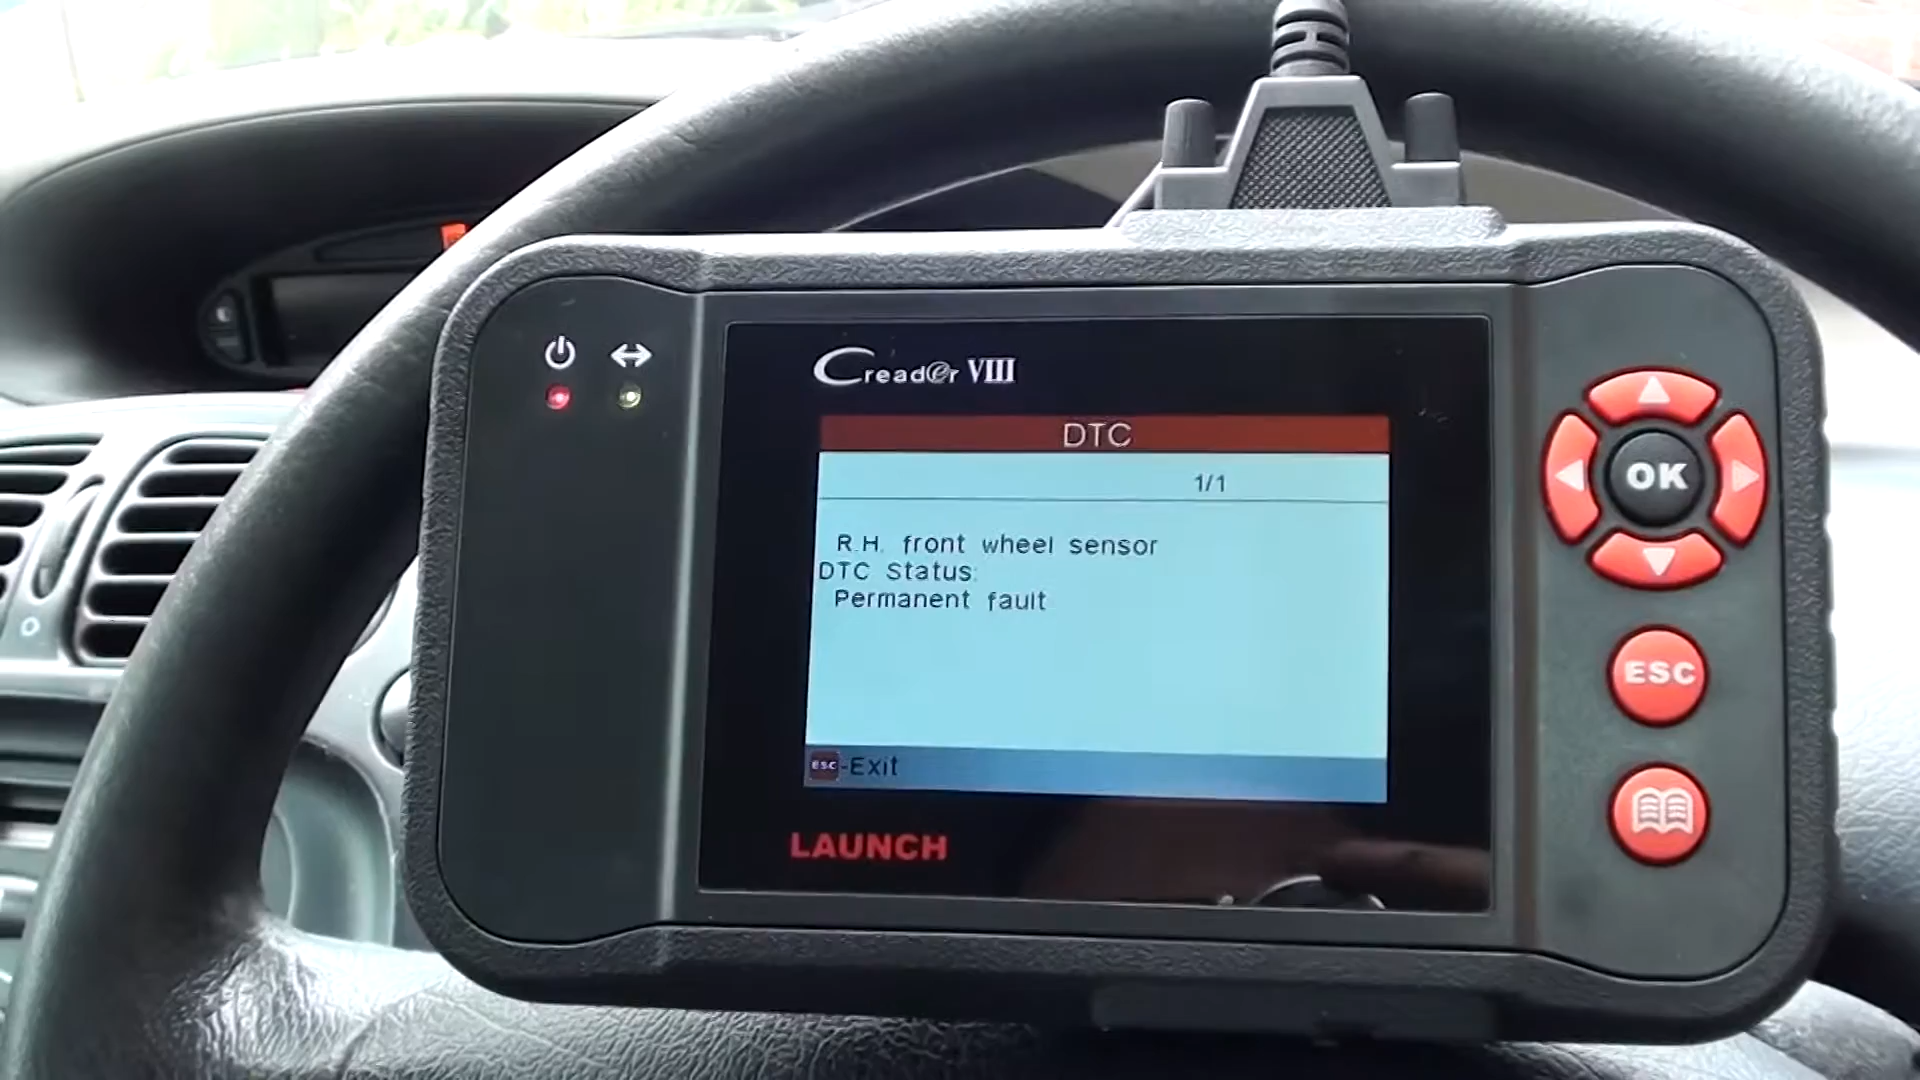 Cread@r VIII
DTC
1/1
R.H. front wheel sensor
DTC Status:
Permanent fault
ESC -Exit
LAUNCH
OK
ESC